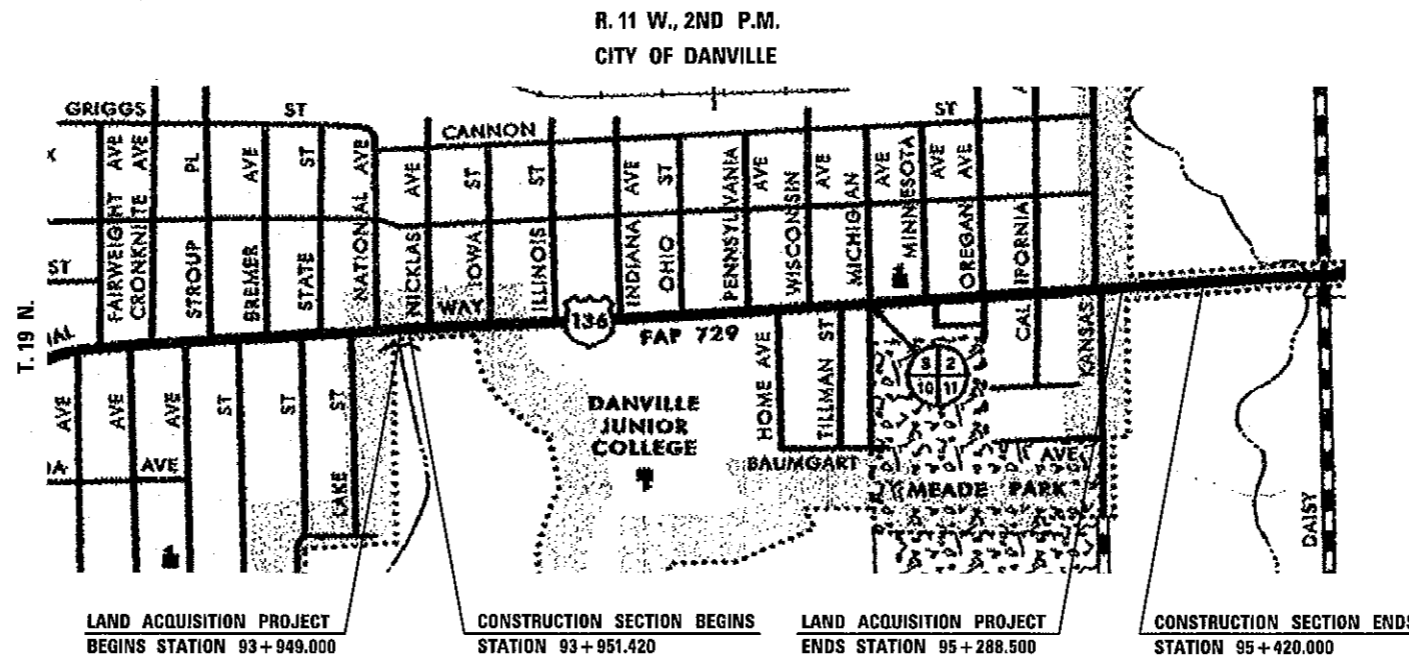 R. 11 W., 2ND P.M.
CITY OF DANVILLE
T. 19 N.
GRIGGS ST
CANNON ST
FAIRWEIGHT AVE
CRONKNITE AVE
STROUP PL
BREMER AVE
STATE ST
NATIONAL AVE
NICKLAS AVE
IOWA ST
ILLINOIS ST
INDIANA AVE
OHIO ST
PENNSYLVANIA AVE
WISCONSIN AVE
MICHIGAN AVE
MINNESOTA AVE
OREGAN AVE
CAL IFORNIA
KANSAS
ST
IAL
WAY
136
FAP 729
AVE
AVE
AVE
ST
ST
LAKE ST
AVE
DANVILLE
JUNIOR
COLLEGE
HOME AVE
TILLMAN ST
BAUMGART AVE
MEADE PARK
2
10 11
DAISY
LAND ACQUISITION PROJECT
BEGINS STATION 93+949.000
CONSTRUCTION SECTION BEGINS
STATION 93+951.420
LAND ACQUISITION PROJECT
ENDS STATION 95+288.500
CONSTRUCTION SECTION ENDS
STATION 95+420.000